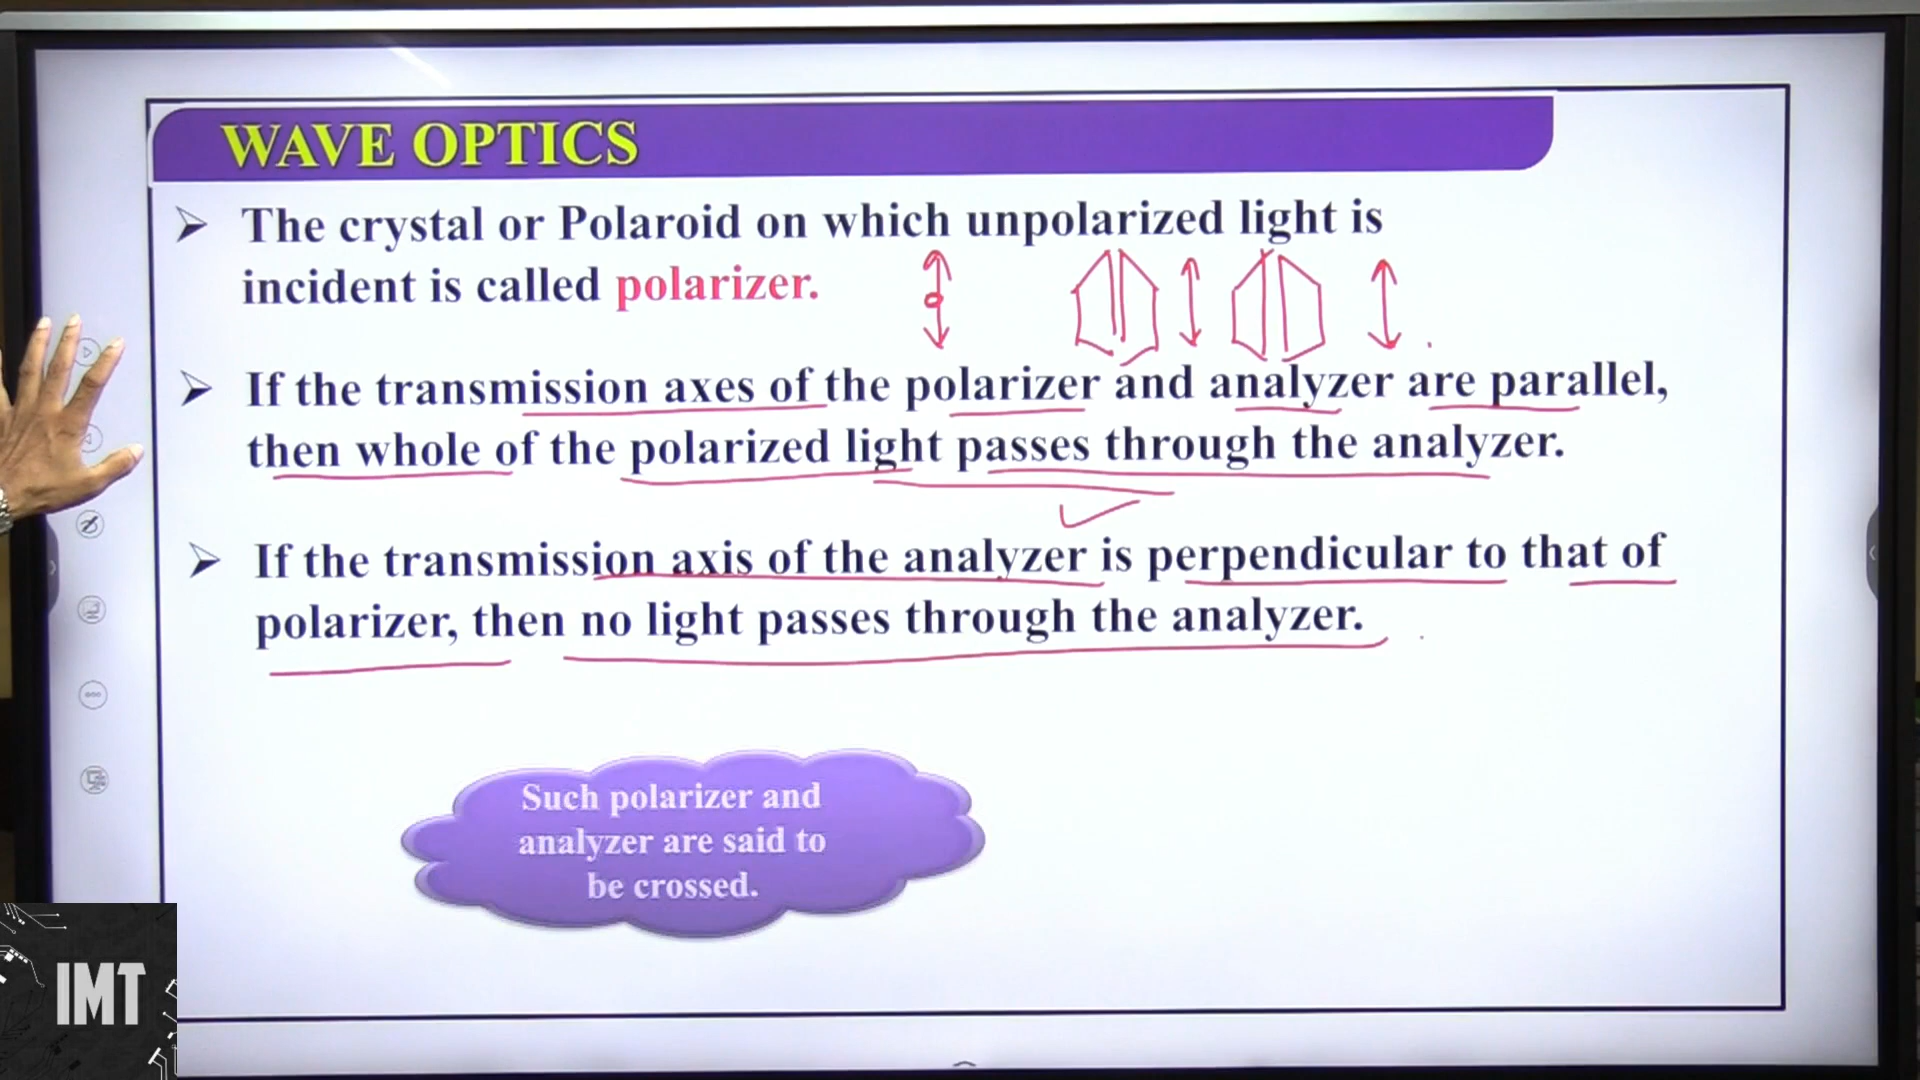 WAVE OPTICS
The crystal or Polaroid on which unpolarized light is
incident is called polarizer.
If the transmission axes of the polarizer and analyzer are parallel,
then whole of the polarized light passes through the analyzer.
If the transmission axis of the analyzer is perpendicular to that of
polarizer, then no light passes through the analyzer.
Such polarizer and
analyzer are said to
be crossed.
IMT